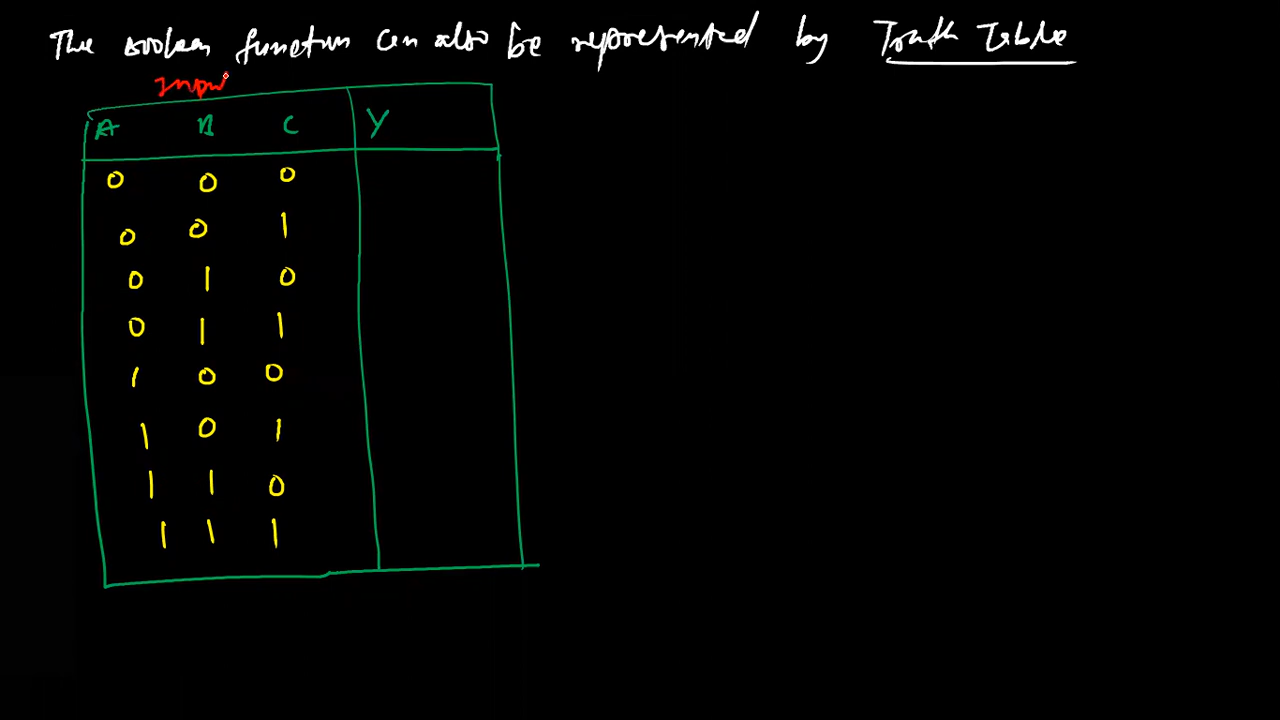 The Boolean function can also be represented by Truth Table
Inpu
A B C Y
0 0 0
0 0 1
0 1 0
0 1 1
1 0 0
1 0 1
1 1 0
1 1 1